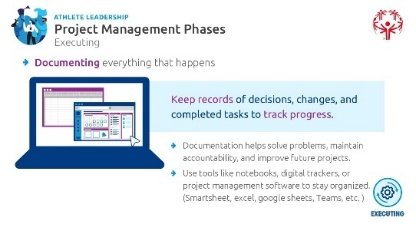 ATHLETE LEADERSHIP
Project Management Phases
Executing
Documenting everything that happens
Keep records of decisions, changes, and
completed tasks to track progress.
Documentation helps solve problems, maintain
accountability, and improve future projects.
Use tools like notebooks, digital trackers, or
project management software to stay organized.
(Smartsheet, excel, google sheets, Teams, etc. )
EXECUTING